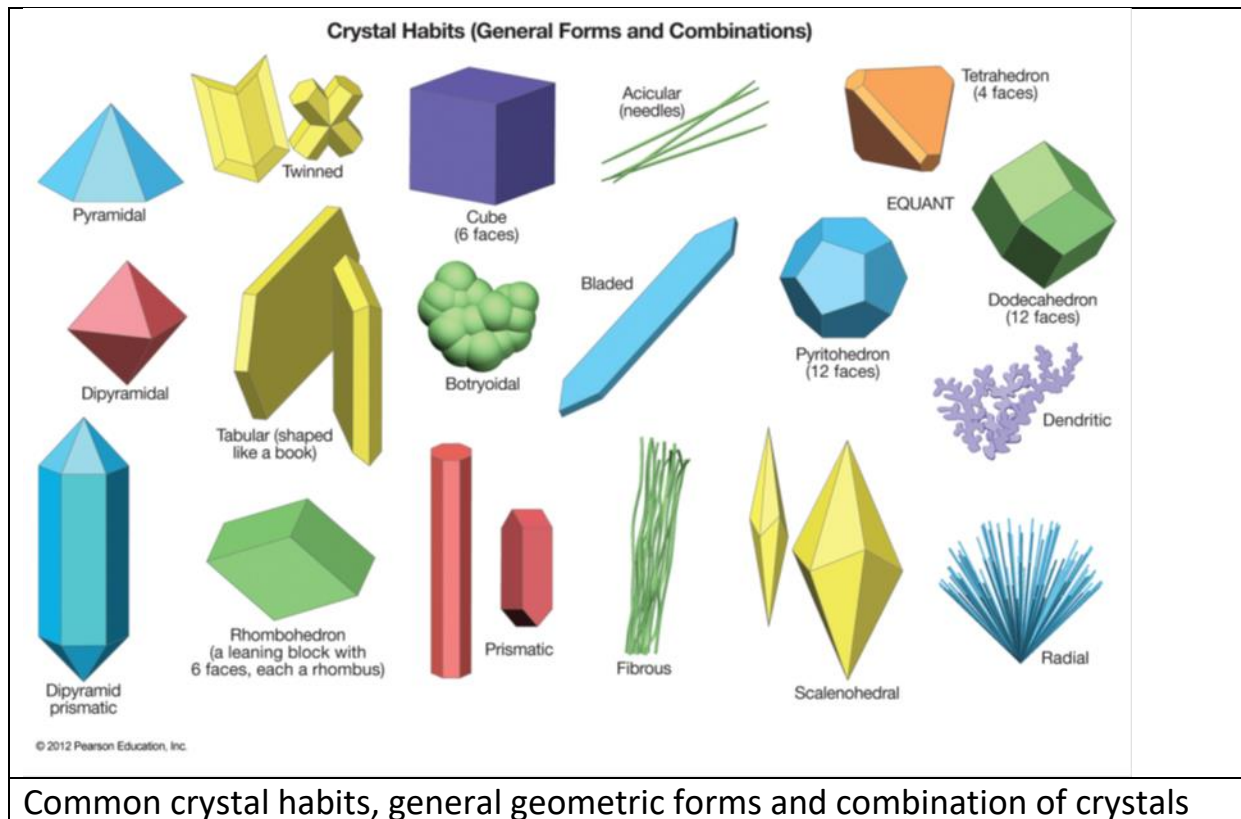 Crystal Habits (General Forms and Combinations)
Pyramidal
Twinned
Cube
(6 faces)
Acicular
(needles)
Tetrahedron
(4 faces)
EQUANT
Dodecahedron
(12 faces)
Dipyramidal
Tabular (shaped
like a book)
Botryoidal
Bladed
Pyritohedron
(12 faces)
Dendritic
Dipyramid
prismatic
Rhombohedron
(a leaning block with
6 faces, each a rhombus)
Prismatic
Fibrous
Scalenohedral
Radial
© 2012 Pearson Education, Inc.
Common crystal habits, general geometric forms and combination of crystals